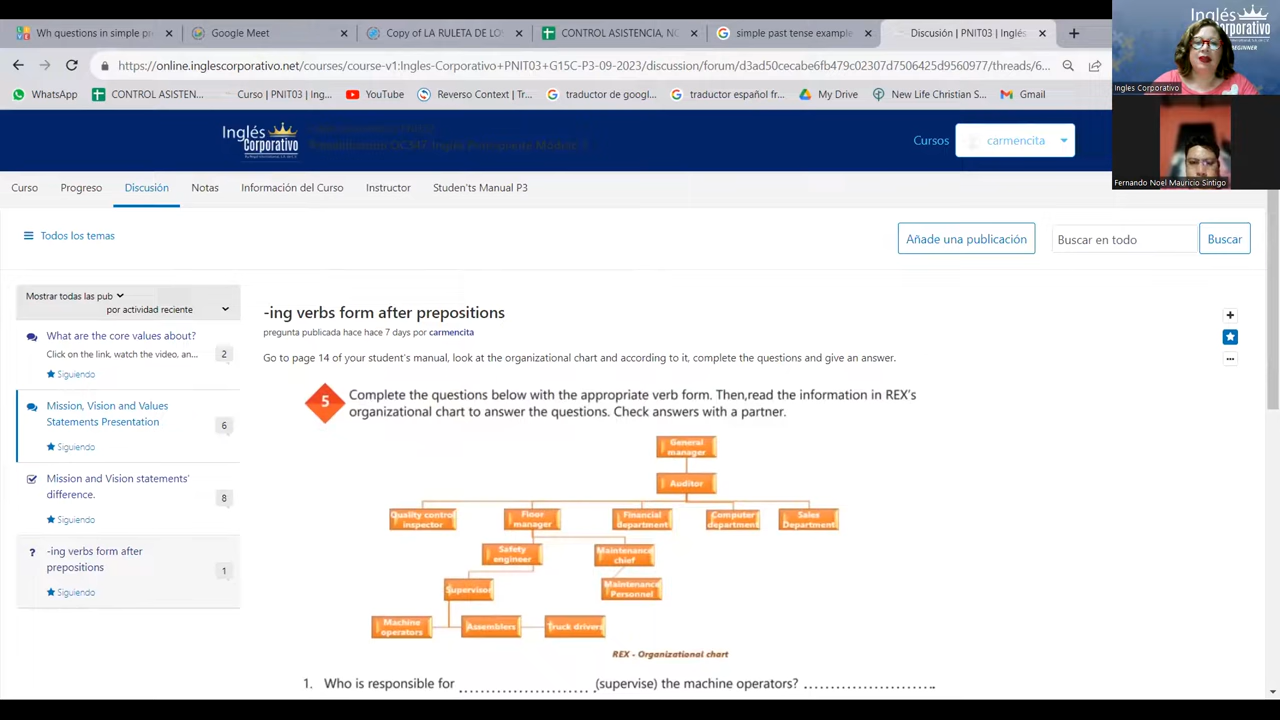 Wh questions in simple pr
Google Meet
Copy of LA RULETA DE LO
CONTROL ASISTENCIA, NO
simple past tense example
Discusión | PNIT03 | Inglés
https://online.inglescorporativo.net/courses/course-v1:Ingles-Corporativo+PNIT03+C15C-P3-09-2023/discussion/forum/d3ad50cecabe6fb479c02307d7506425d9560977/threads/6...
WhatsApp
CONTROL ASISTEN...
Curso | PNIT03 | Ing...
YouTube
Reverso Context | Tr...
traductor de googl...
traductor español fr...
My Drive
New Life Christian S...
Gmail
Inglés
Corporativo
BEGINNER
Ingles Corporativo
Fernando Noel Mauricio Sintigo
Inglés
Corporativo
Cursos
carmencita
Curso
Progreso
Discusión
Notas
Información del Curso
Instructor
Studen'ts Manual P3
Todos los temas
Añade una publicación
Buscar en todo
Buscar
Mostrar todas las pub
por actividad reciente
What are the core values about?
Click on the link, watch the video, an...
2
Siguiendo
Mission, Vision and Values
Statements Presentation
6
Siguiendo
Mission and Vision statements'
difference.
8
Siguiendo
? -ing verbs form after
prepositions
1
Siguiendo
-ing verbs form after prepositions
pregunta publicada hace hace 7 days por carmencita
Go to page 14 of your student's manual, look at the organizational chart and according to it, complete the questions and give an answer.
5
Complete the questions below with the appropriate verb form. Then,read the information in REX's
organizational chart to answer the questions. Check answers with a partner.
General
manager
Auditor
Quality control
inspector
Floor
manager
Financial
department
Computer
department
Sales
Department
Safety
engineer
Maintenance
chief
Supervisor
Maintenance
Personnel
Machine
operators
Assemblers
Truck drivers
REX - Organizational chart
1. Who is responsible for ........................ (supervise) the machine operators? ........................